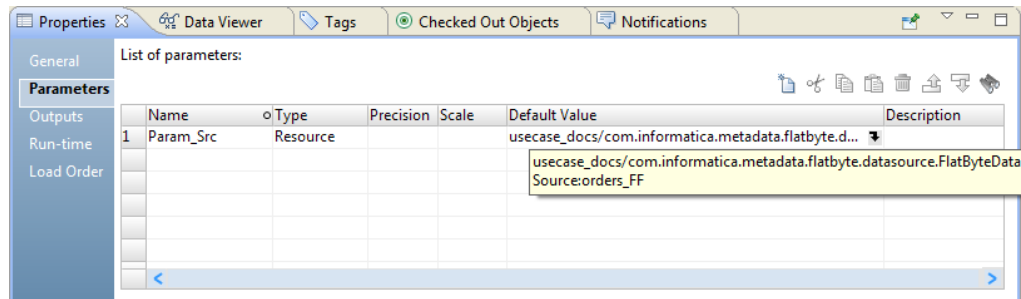 Properties Data Viewer Tags Checked Out Objects Notifications
General
Parameters
Outputs
Run-time
Load Order
List of parameters:
Name Type Precision Scale Default Value Description
1 Param_Src Resource usecase_docs/com.informatica.metadata.flatbyte.d...
usecase_docs/com.informatica.metadata.flatbyte.datasource.FlatByteData
Source:orders_FF